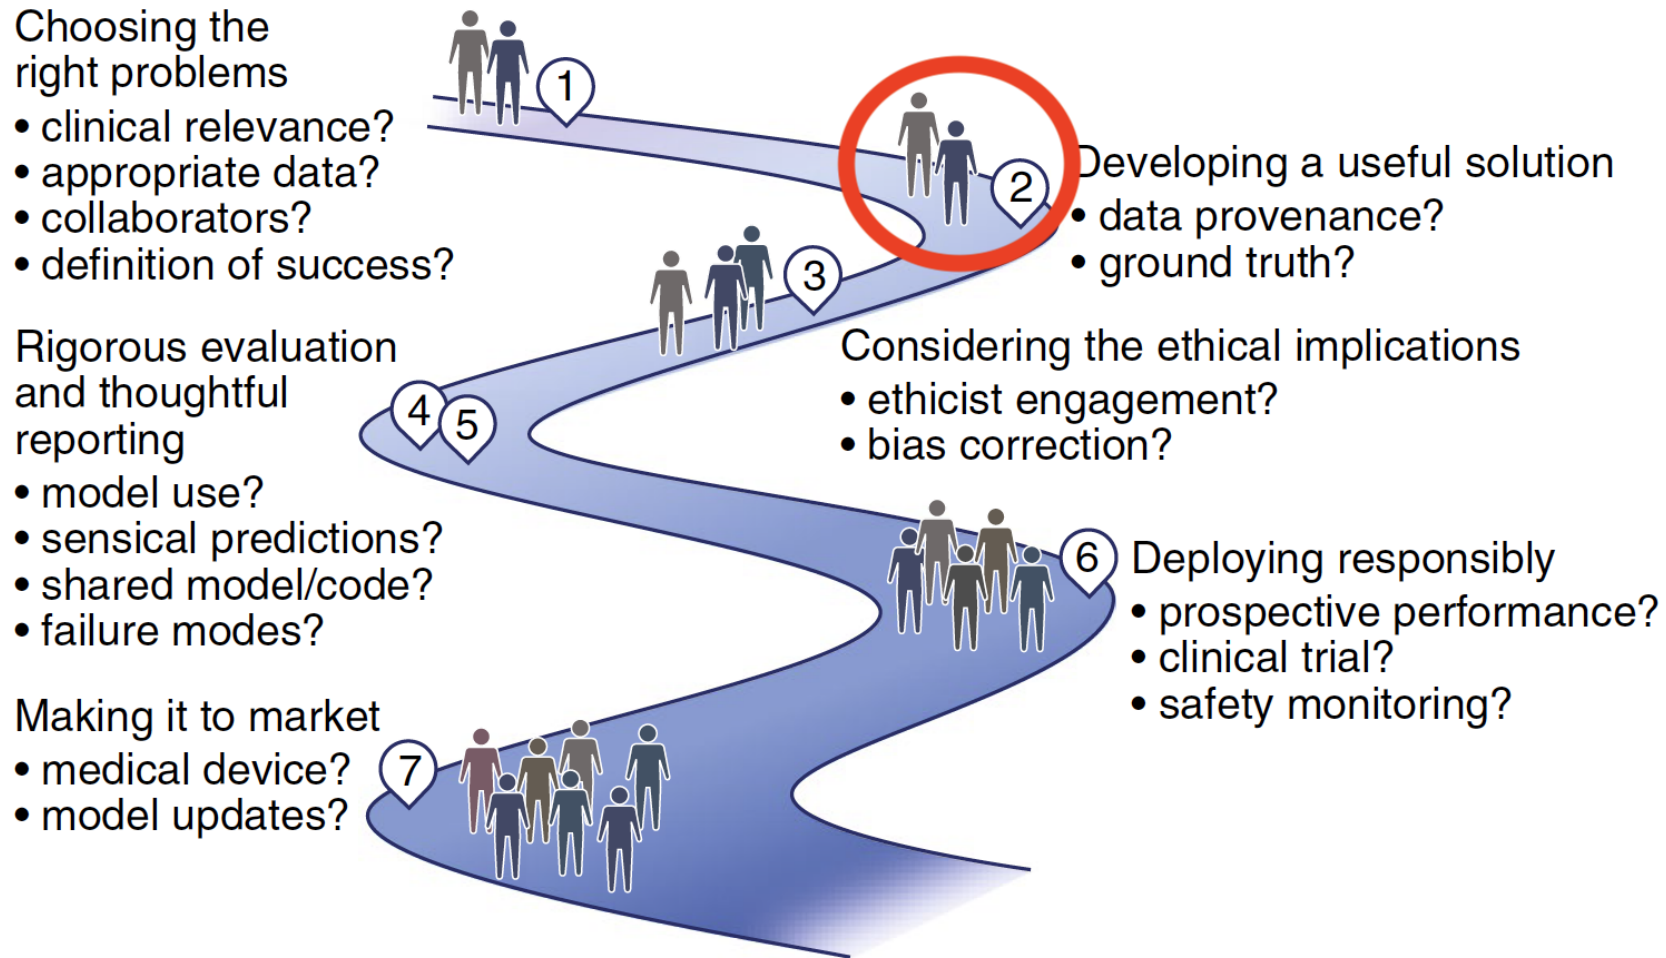 Choosing the
right problems
• clinical relevance?
• appropriate data?
• collaborators?
• definition of success?
1
2
Developing a useful solution
• data provenance?
• ground truth?
3
Considering the ethical implications
• ethicist engagement?
• bias correction?
Rigorous evaluation
and thoughtful
reporting
• model use?
• sensical predictions?
• shared model/code?
• failure modes?
4
5
6
Deploying responsibly
• prospective performance?
• clinical trial?
• safety monitoring?
Making it to market
• medical device?
• model updates?
7